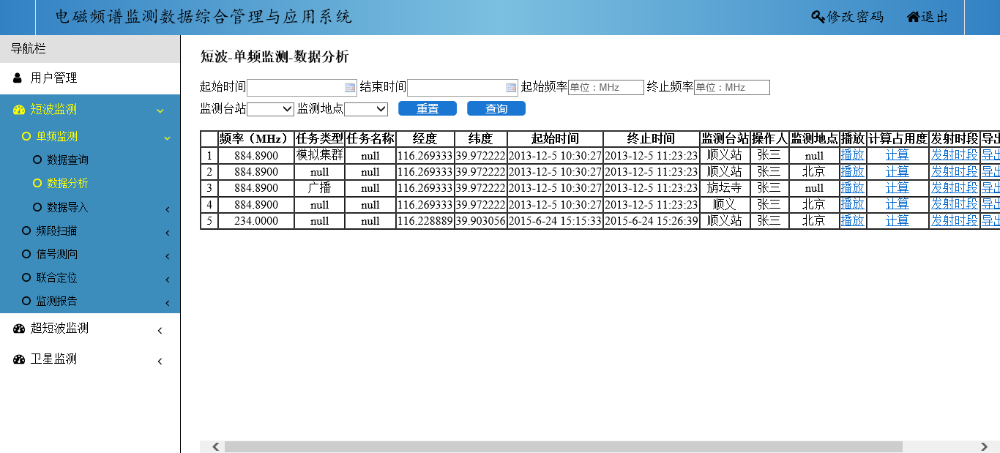 电磁频谱监测数据综合管理与应用系统 修改密码 退出
导航栏
用户管理
短波监测
单频监测
数据查询
数据分析
数据导入
频段扫描
信号测向
联合定位
监测报告
超短波监测
卫星监测
短波-单频监测-数据分析
起始时间 结束时间 起始频率 单位：MHz 终止频率 单位：MHz
监测台站 监测地点 重置 查询
频率（MHz） 任务类型 任务名称 经度 纬度 起始时间 终止时间 监测台站 操作人 监测地点 播放 计算占用度 发射时段 导出
1 884.8900 模拟集群 null 116.269333 39.972222 2013-12-5 10:30:27 2013-12-5 11:23:23 顺义站 张三 null 播放 计算 发射时段 导出
2 884.8900 null null 116.269333 39.972222 2013-12-5 10:30:27 2013-12-5 11:23:23 顺义站 张三 北京 播放 计算 发射时段 导出
3 884.8900 广播 null 116.269333 39.972222 2013-12-5 10:30:27 2013-12-5 11:23:23 旃坛寺 张三 null 播放 计算 发射时段 导出
4 884.8900 null null 116.269333 39.972222 2013-12-5 10:30:27 2013-12-5 11:23:23 顺义 张三 北京 播放 计算 发射时段 导出
5 234.0000 null null 116.228889 39.903056 2015-6-24 15:15:33 2015-6-24 15:26:39 顺义站 张三 北京 播放 计算 发射时段 导出